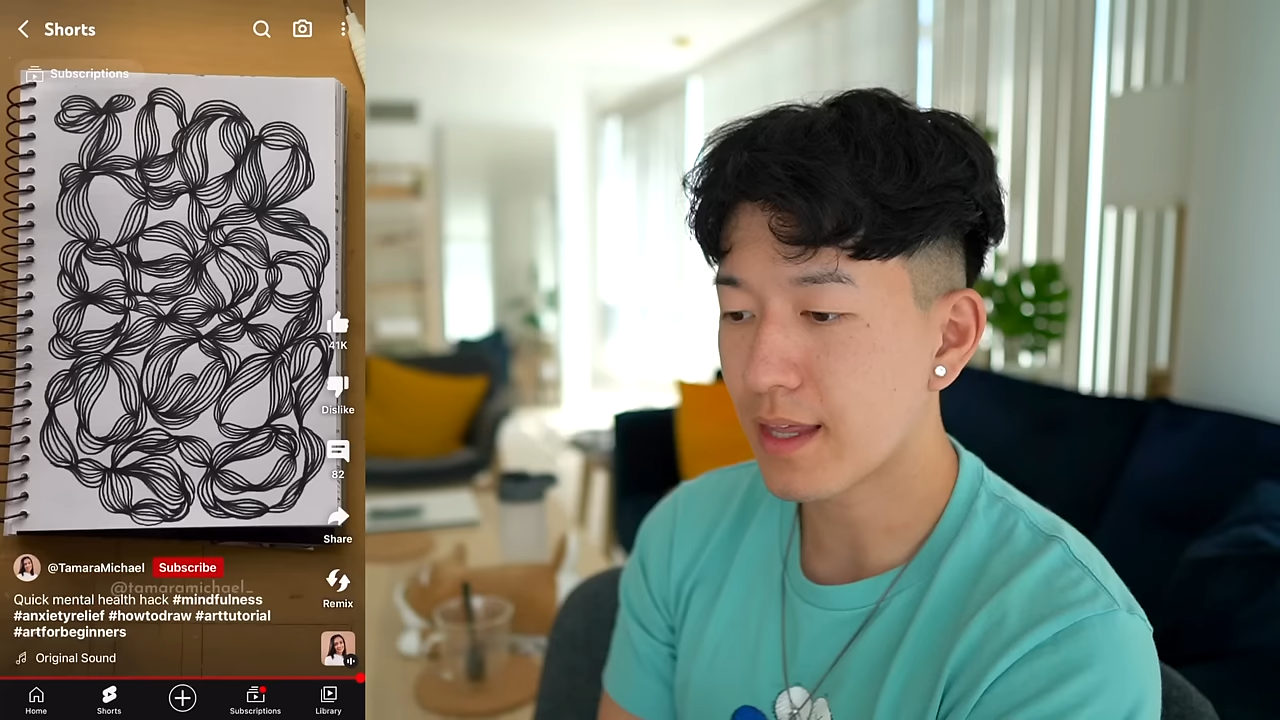 Shorts
Subscriptions
41K
Dislike
82
Share
@TamaraMichael Subscribe
@tamaramichael_
Quick mental health hack #mindfulness
#anxietyrelief #howtodraw #arttutorial
#artforbeginners
Remix
Original Sound
Home
Shorts
Subscriptions
Library